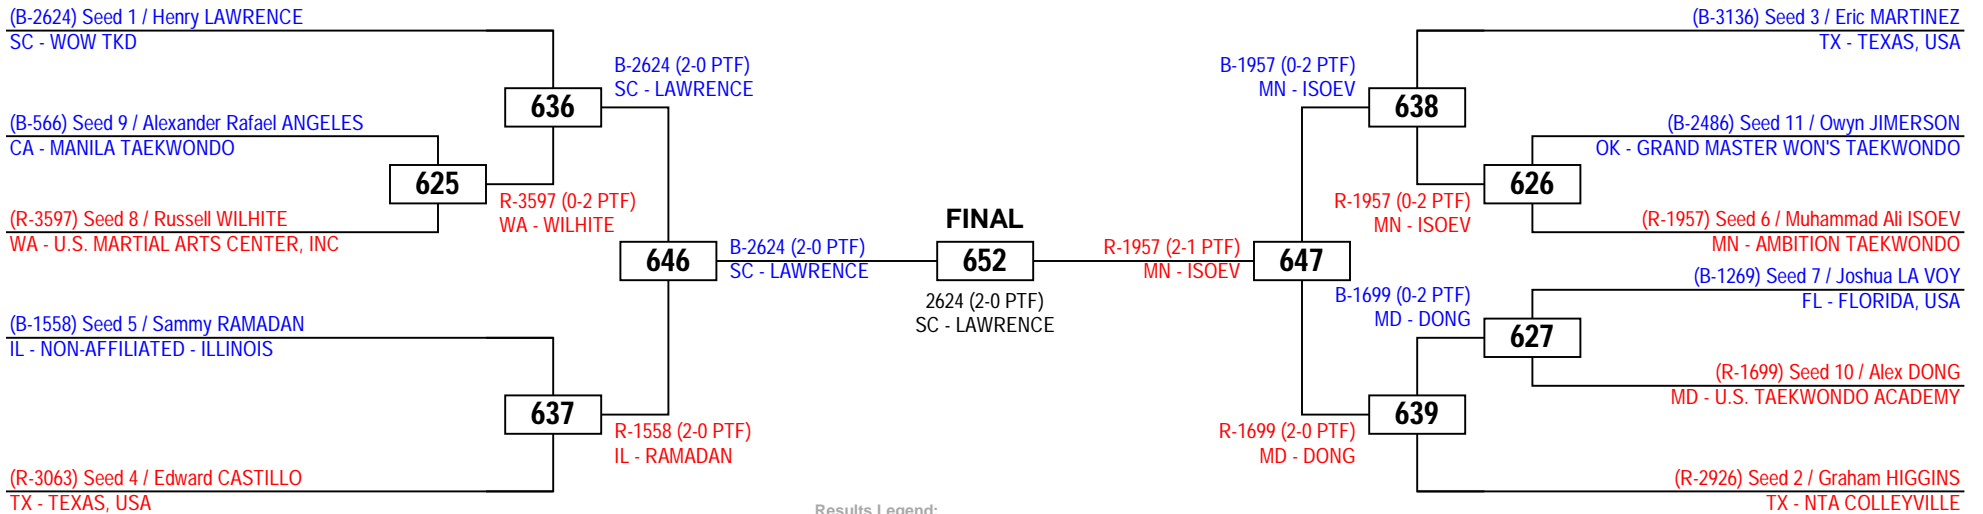 (B-2624) Seed 1 / Henry LAWRENCE
SC - WOW TKD
(B-566) Seed 9 / Alexander Rafael ANGELES
CA - MANILA TAEKWONDO
(R-3597) Seed 8 / Russell WILHITE
WA - U.S. MARTIAL ARTS CENTER, INC
(B-1558) Seed 5 / Sammy RAMADAN
IL - NON-AFFILIATED - ILLINOIS
(R-3063) Seed 4 / Edward CASTILLO
TX - TEXAS, USA
625
R-3597 (0-2 PTF)
WA - WILHITE
636
B-2624 (2-0 PTF)
SC - LAWRENCE
637
R-1558 (2-0 PTF)
IL - RAMADAN
646
B-2624 (2-0 PTF)
SC - LAWRENCE
FINAL
652
2624 (2-0 PTF)
SC - LAWRENCE
R-1957 (2-1 PTF)
MN - ISOEV
647
B-1957 (0-2 PTF)
MN - ISOEV
638
R-1957 (0-2 PTF)
MN - ISOEV
626
B-1699 (0-2 PTF)
MD - DONG
627
R-1699 (2-0 PTF)
MD - DONG
639
(B-3136) Seed 3 / Eric MARTINEZ
TX - TEXAS, USA
(B-2486) Seed 11 / Owyn JIMERSON
OK - GRAND MASTER WON'S TAEKWONDO
(R-1957) Seed 6 / Muhammad Ali ISOEV
MN - AMBITION TAEKWONDO
(B-1269) Seed 7 / Joshua LA VOY
FL - FLORIDA, USA
(R-1699) Seed 10 / Alex DONG
MD - U.S. TAEKWONDO ACADEMY
(R-2926) Seed 2 / Graham HIGGINS
TX - NTA COLLEYVILLE
Results Legend: